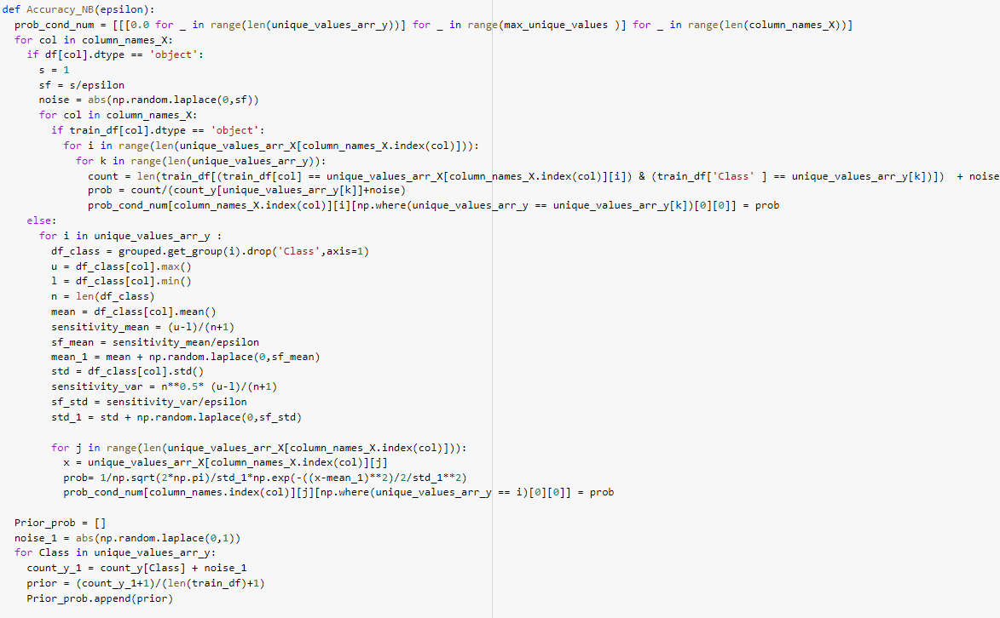 def Accuracy_NB(epsilon):
  prob_cond_num = [[[0.0 for _ in range(len(unique_values_arr_y))] for _ in range(max_unique_values )] for _ in range(len(column_names_X))]
  for col in column_names_X:
    if df[col].dtype == 'object':
      s = 1
      sf = s/epsilon
      noise = abs(np.random.laplace(0,sf))
      for col in column_names_X:
        if train_df[col].dtype == 'object':
          for i in range(len(unique_values_arr_X[column_names_X.index(col)])):
            for k in range(len(unique_values_arr_y)):
              count = len(train_df[(train_df[col] == unique_values_arr_X[column_names_X.index(col)][i]) & (train_df['Class' ] == unique_values_arr_y[k])])  + noise
              prob = count/(count_y[unique_values_arr_y[k]]+noise)
              prob_cond_num[column_names_X.index(col)][i][np.where(unique_values_arr_y == unique_values_arr_y[k])[0][0]] = prob
    else:
      for i in unique_values_arr_y :
        df_class = grouped.get_group(i).drop('Class',axis=1)
        u = df_class[col].max()
        l = df_class[col].min()
        n = len(df_class)
        mean = df_class[col].mean()
        sensitivity_mean = (u-l)/(n+1)
        sf_mean = sensitivity_mean/epsilon
        mean_1 = mean + np.random.laplace(0,sf_mean)
        std = df_class[col].std()
        sensitivity_var = n**0.5* (u-l)/(n+1)
        sf_std = sensitivity_var/epsilon
        std_1 = std + np.random.laplace(0,sf_std)

        for j in range(len(unique_values_arr_X[column_names_X.index(col)])):
          x = unique_values_arr_X[column_names_X.index(col)][j]
          prob= 1/np.sqrt(2*np.pi)/std_1*np.exp(-((x-mean_1)**2)/2/std_1**2)
          prob_cond_num[column_names.index(col)][j][np.where(unique_values_arr_y == i)[0][0]] = prob

  Prior_prob = []
  noise_1 = abs(np.random.laplace(0,1))
  for Class in unique_values_arr_y:
    count_y_1 = count_y[Class] + noise_1
    prior = (count_y_1+1)/(len(train_df)+1)
    Prior_prob.append(prior)